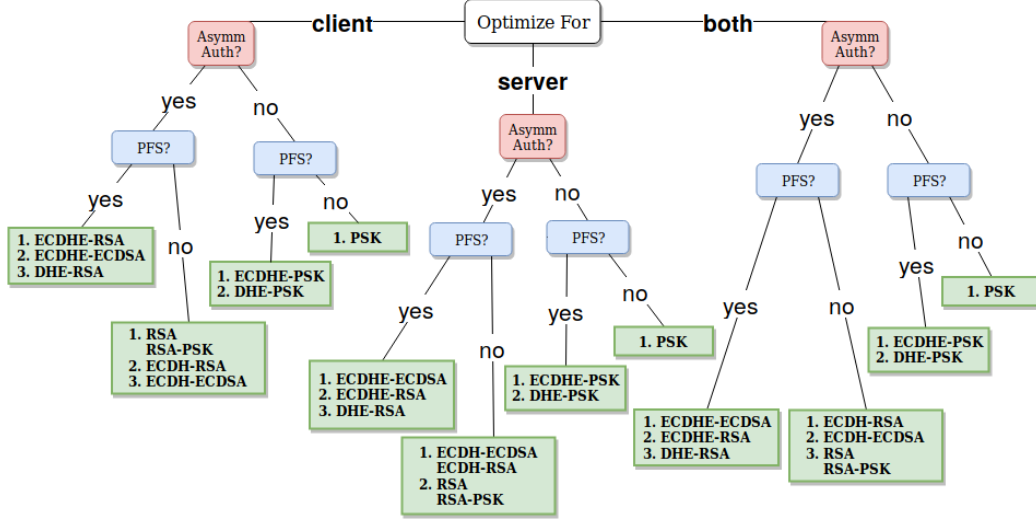 Optimize For
client
server
both
Asymm
Auth?
yes
no
PFS?
yes
no
1. ECDHE-RSA
2. ECDHE-ECDSA
3. DHE-RSA
1. RSA
RSA-PSK
2. ECDH-RSA
3. ECDH-ECDSA
PFS?
yes
no
1. ECDHE-PSK
2. DHE-PSK
1. PSK
Asymm
Auth?
yes
no
PFS?
yes
no
1. ECDHE-ECDSA
2. ECDHE-RSA
3. DHE-RSA
1. ECDH-ECDSA
ECDH-RSA
2. RSA
RSA-PSK
PFS?
yes
no
1. ECDHE-PSK
2. DHE-PSK
1. PSK
Asymm
Auth?
yes
no
PFS?
yes
no
1. ECDHE-ECDSA
2. ECDHE-RSA
3. DHE-RSA
1. ECDH-RSA
2. ECDH-ECDSA
3. RSA
RSA-PSK
PFS?
yes
no
1. ECDHE-PSK
2. DHE-PSK
1. PSK